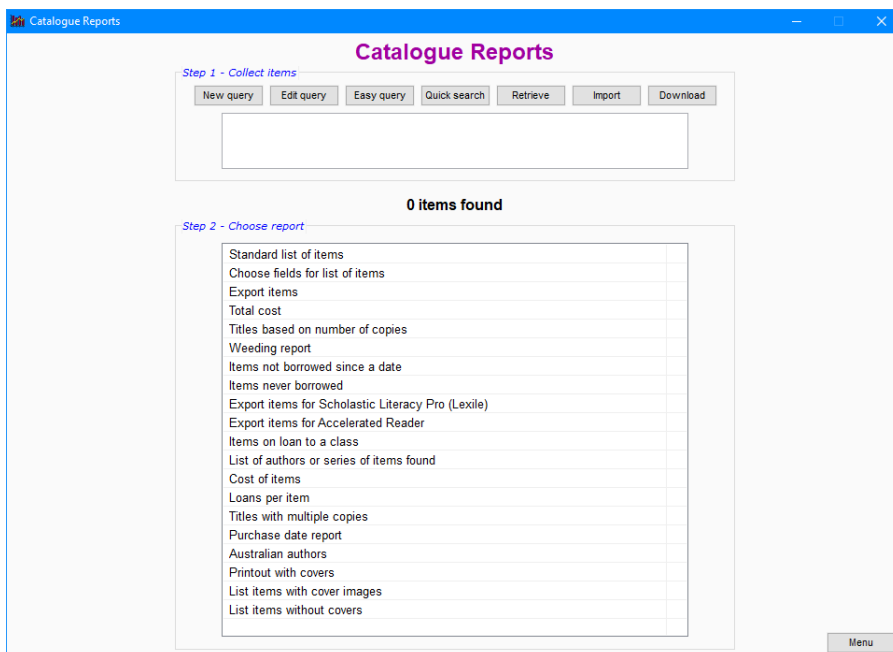 Catalogue Reports
Catalogue Reports
Step 1 - Collect items
New query Edit query Easy query Quick search Retrieve Import Download
0 items found
Step 2 - Choose report
Standard list of items
Choose fields for list of items
Export items
Total cost
Titles based on number of copies
Weeding report
Items not borrowed since a date
Items never borrowed
Export items for Scholastic Literacy Pro (Lexile)
Export items for Accelerated Reader
Items on loan to a class
List of authors or series of items found
Cost of items
Loans per item
Titles with multiple copies
Purchase date report
Australian authors
Printout with covers
List items with cover images
List items without covers
Menu